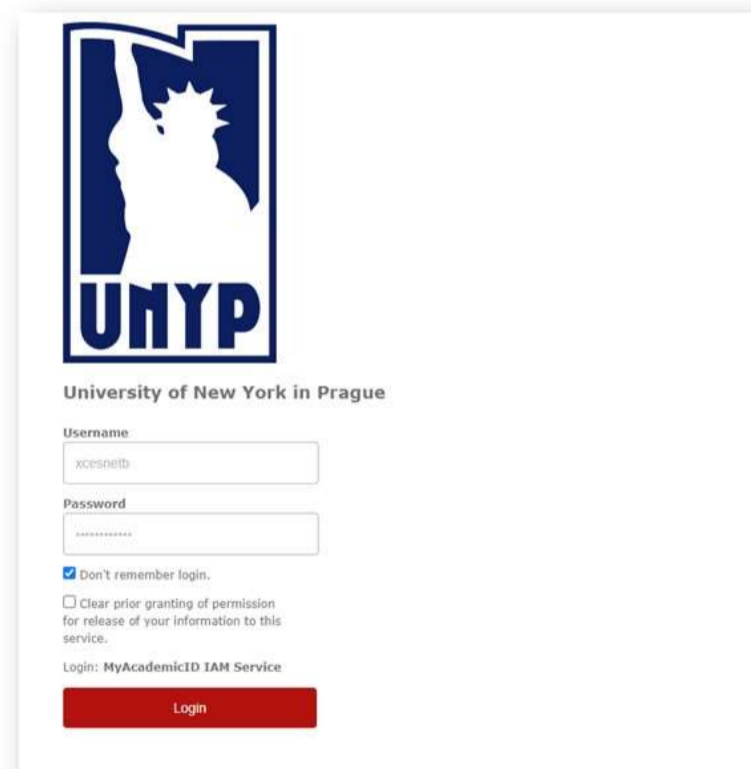 UNYP
University of New York in Prague
Username
xcesnetb
Password
************
Don't remember login.
Clear prior granting of permission
for release of your information to this
service.
Login: MyAcademicID IAM Service
Login